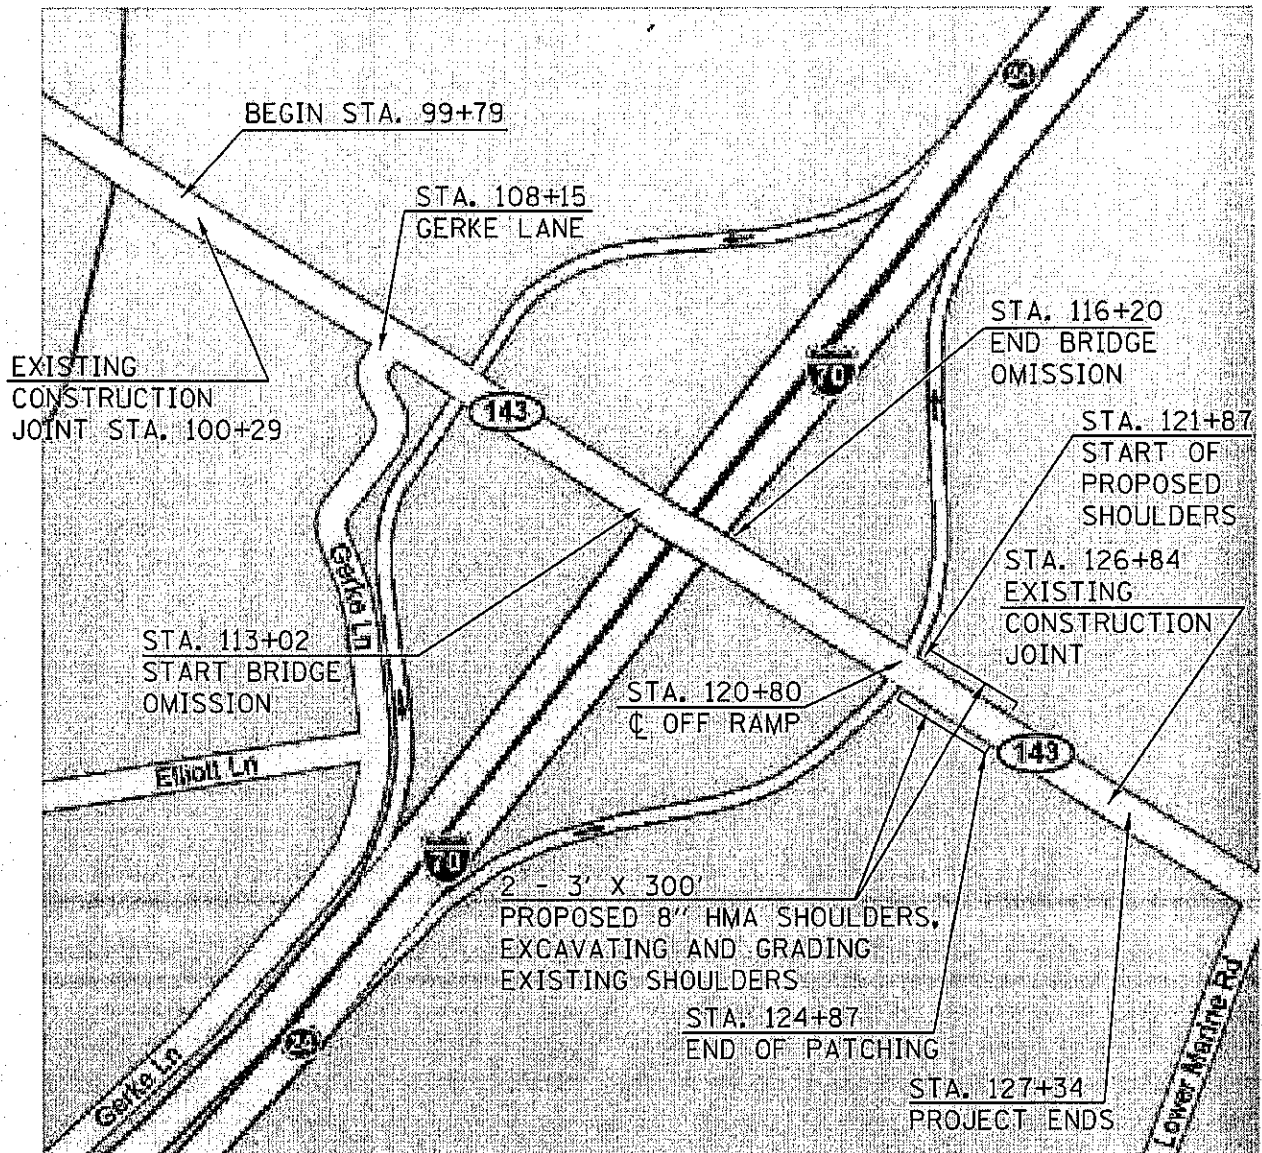 BEGIN STA. 99+79
STA. 108+15
GERKE LANE
EXISTING
CONSTRUCTION
JOINT STA. 100+29
143
70
STA. 116+20
END BRIDGE
OMISSION
STA. 121+87
START OF
PROPOSED
SHOULDERS
STA. 126+84
EXISTING
CONSTRUCTION
JOINT
Gerke Ln
STA. 113+02
START BRIDGE
OMISSION
STA. 120+80
℄ OFF RAMP
143
Elliott Ln
70
2 - 3' X 300'
PROPOSED 8" HMA SHOULDERS,
EXCAVATING AND GRADING
EXISTING SHOULDERS
STA. 124+87
END OF PATCHING
STA. 127+34
PROJECT ENDS
Gerke Ln
Lower Marine Rd